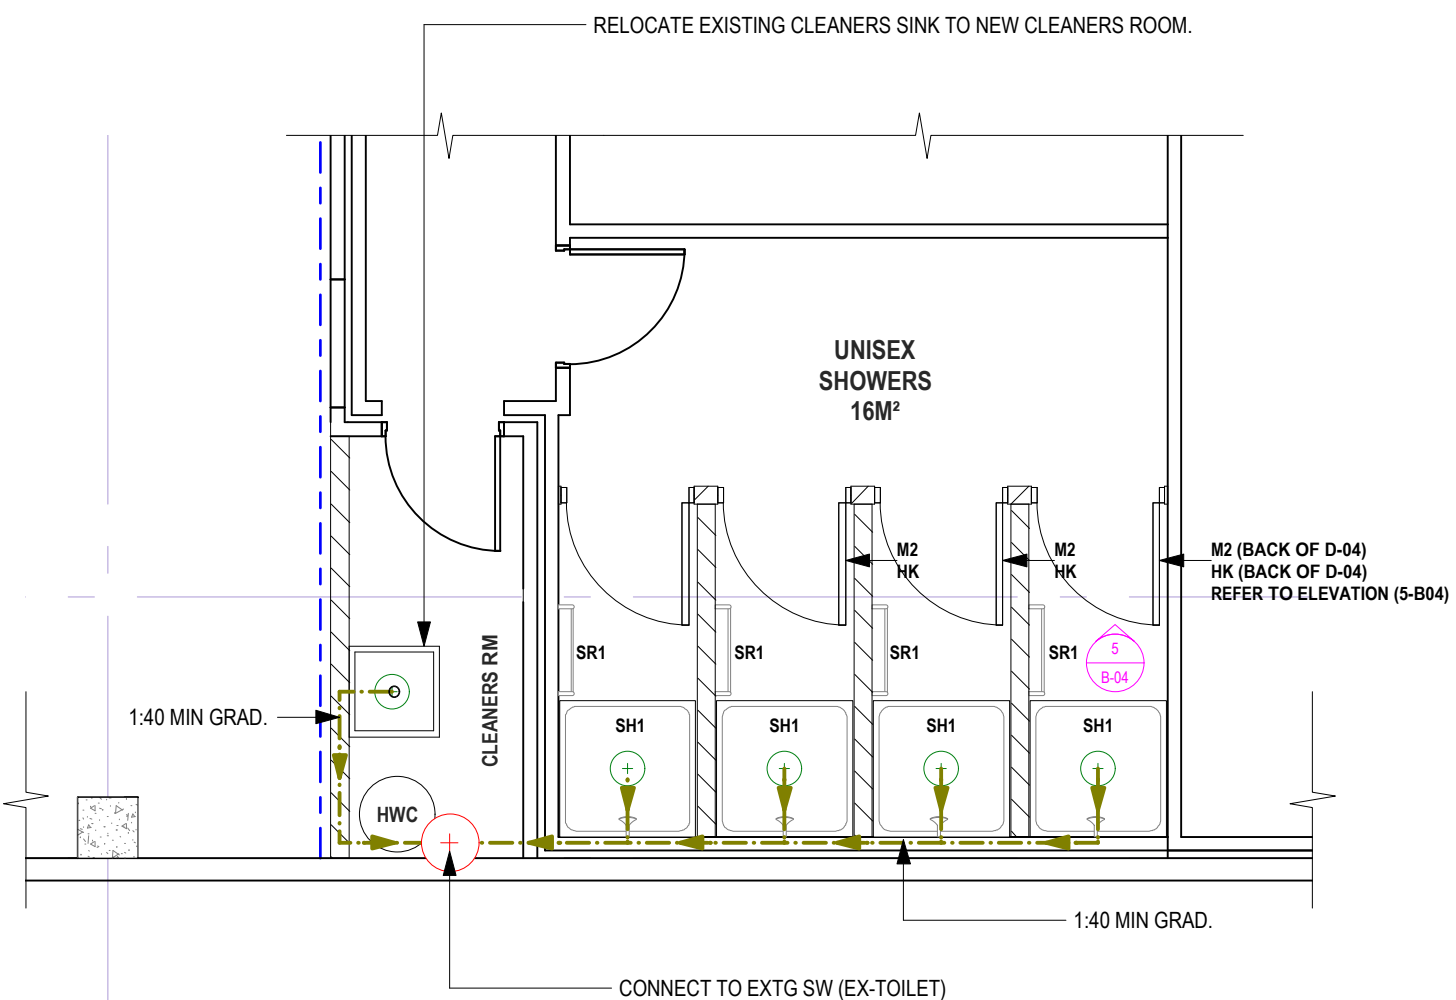 RELOCATE EXISTING CLEANERS SINK TO NEW CLEANERS ROOM.
UNISEX
SHOWERS
16M²
M2
HK
M2
HK
M2 (BACK OF D-04)
HK (BACK OF D-04)
REFER TO ELEVATION (5-B04)
SR1
SR1
SR1
SR1
5
B-04
CLEANERS RM
1:40 MIN GRAD.
SH1
SH1
SH1
SH1
HWC
1:40 MIN GRAD.
CONNECT TO EXTG SW (EX-TOILET)